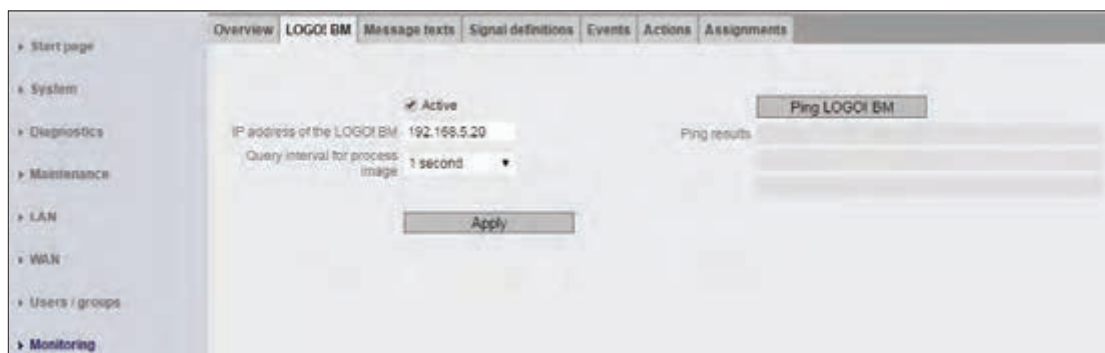 Start page
System
Diagnostics
Maintenance
LAN
WAN
Users / groups
Monitoring
Overview LOGO! BM Message texts Signal definitions Events Actions Assignments
Active
IP address of the LOGO! BM 192.168.5.20
Query interval for process
image 1 second
Apply
Ping LOGO! BM
Ping results